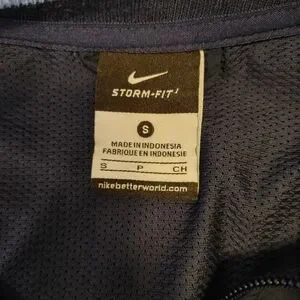 STORM-FIT
S
MADE IN INDONESIA
FABRIQUE EN INDONESIE
S P CH
nikebetterworld.com